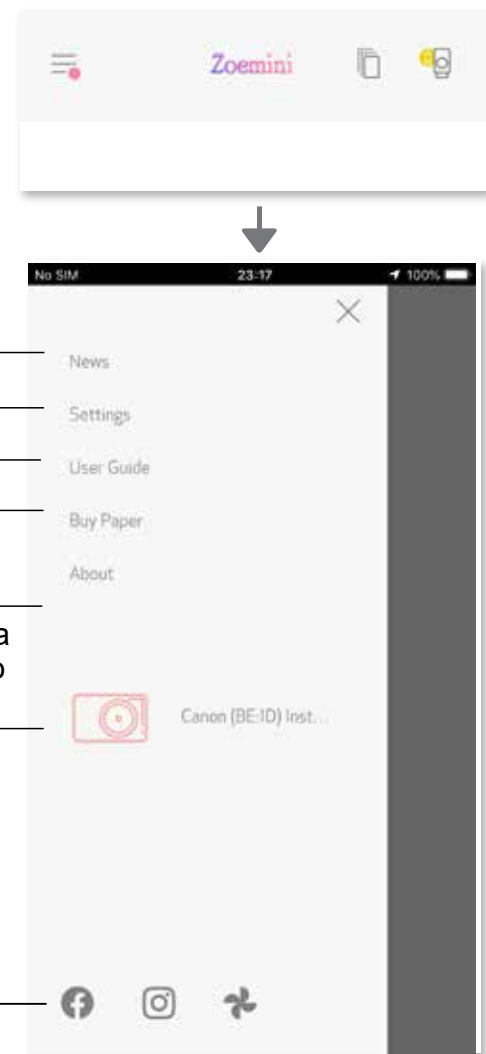 Zoemini
No SIM 23:17 100%
News
Settings
User Guide
Buy Paper
About
a
o
Canon (BE:1D) Inst...